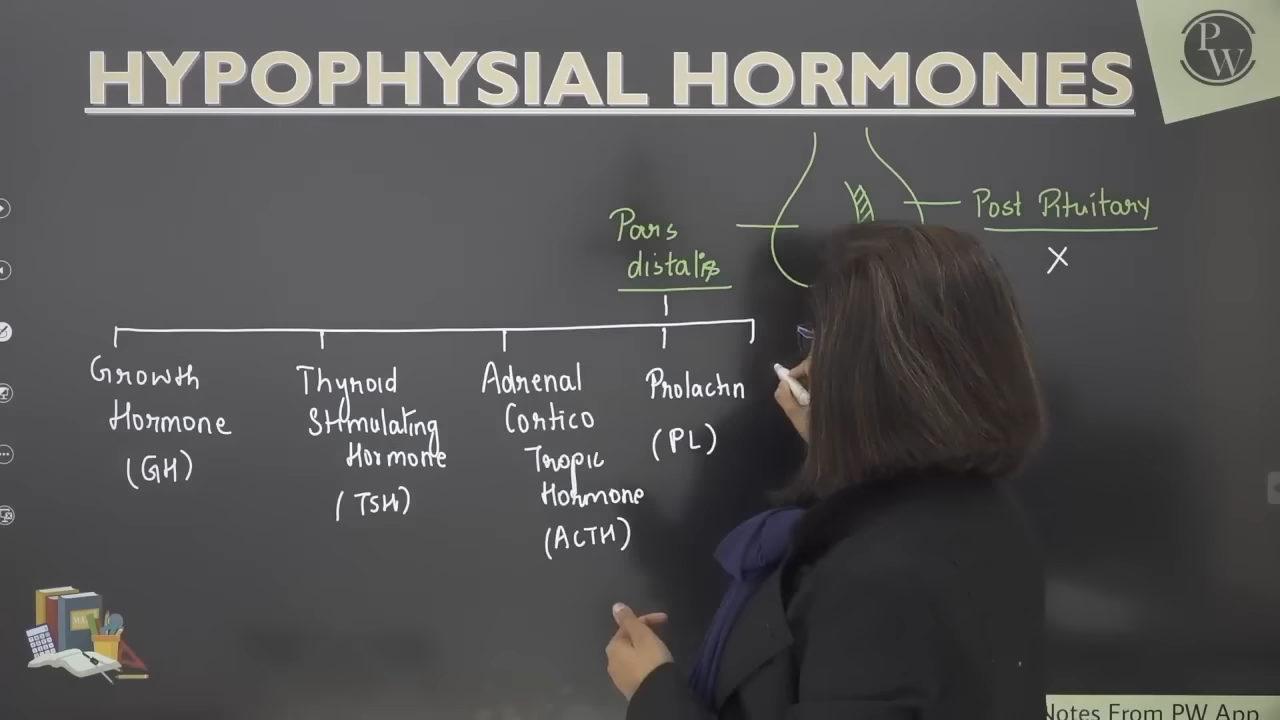 HYPOPHYSIAL HORMONES
PW
Post Pituitary
X
Pars
distalis
Growth
Hormone
(GH)
Thyroid
Stimulating
Hormone
(TSH)
Adrenal
Cortico
Tropic
Hormone
(ACTH)
Prolactn
(PL)
Notes From PW App